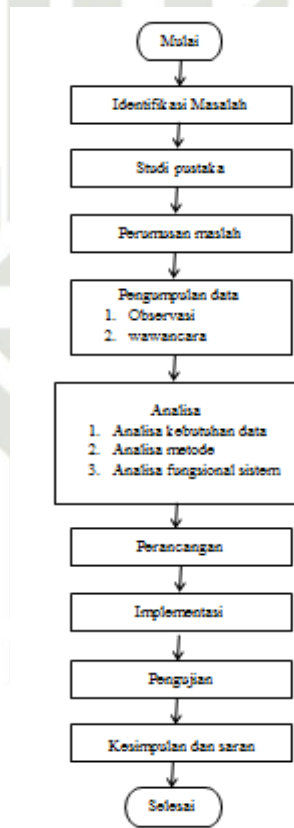 Mulai
Identifikasi Masalah
Studi pustaka
Perumusan maslah
Pengumpulan data
1. Observasi
2. wawancara
Analisa
1. Analisa kebutuhan data
2. Analisa metode
3. Analisa fungsional sistem
Perancangan
Implementasi
Pengujian
Kesimpulan dan saran
Selesai